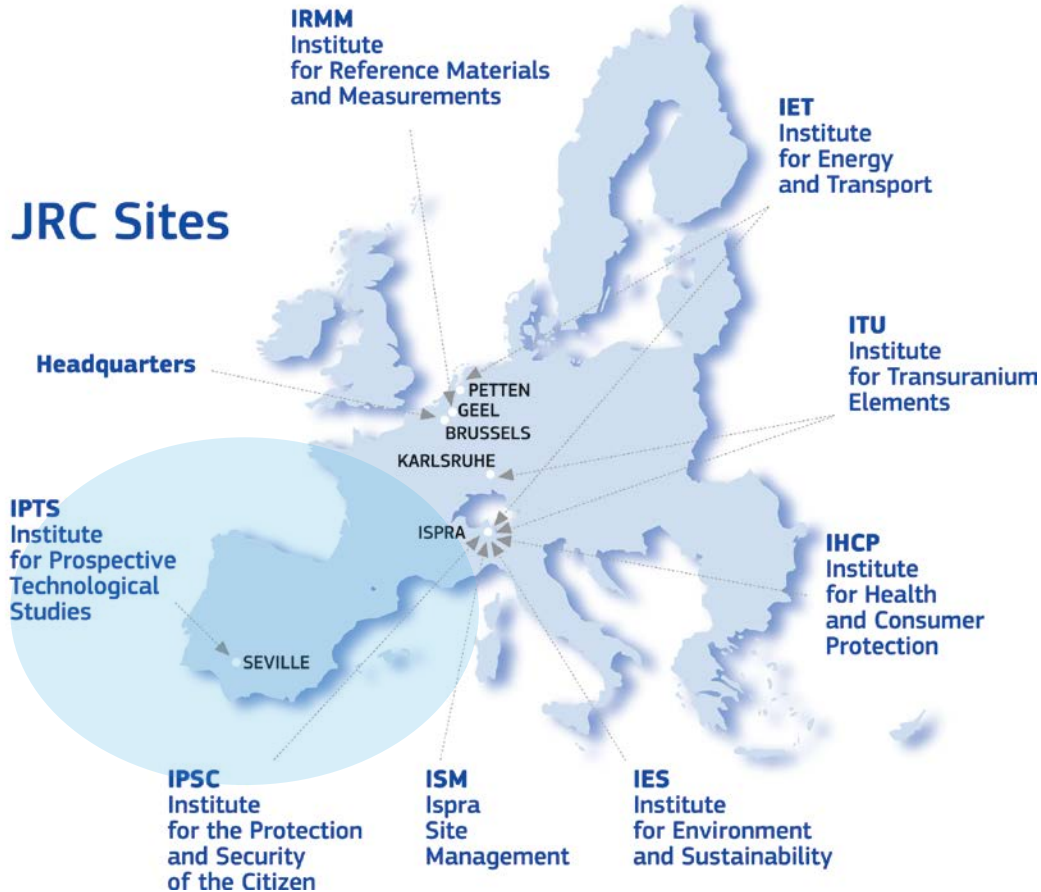 IRMM
Institute
for Reference Materials
and Measurements
IET
Institute
for Energy
and Transport
JRC Sites
ITU
Institute
for Transuranium
Elements
Headquarters
PETTEN
GEEL
BRUSSELS
KARLSRUHE
IPTS
Institute
for Prospective
Technological
Studies
ISPRA
IHCP
Institute
for Health
and Consumer
Protection
SEVILLE
IPSC
Institute
for the Protection
and Security
of the Citizen
ISM
Ispra
Site
Management
IES
Institute
for Environment
and Sustainability